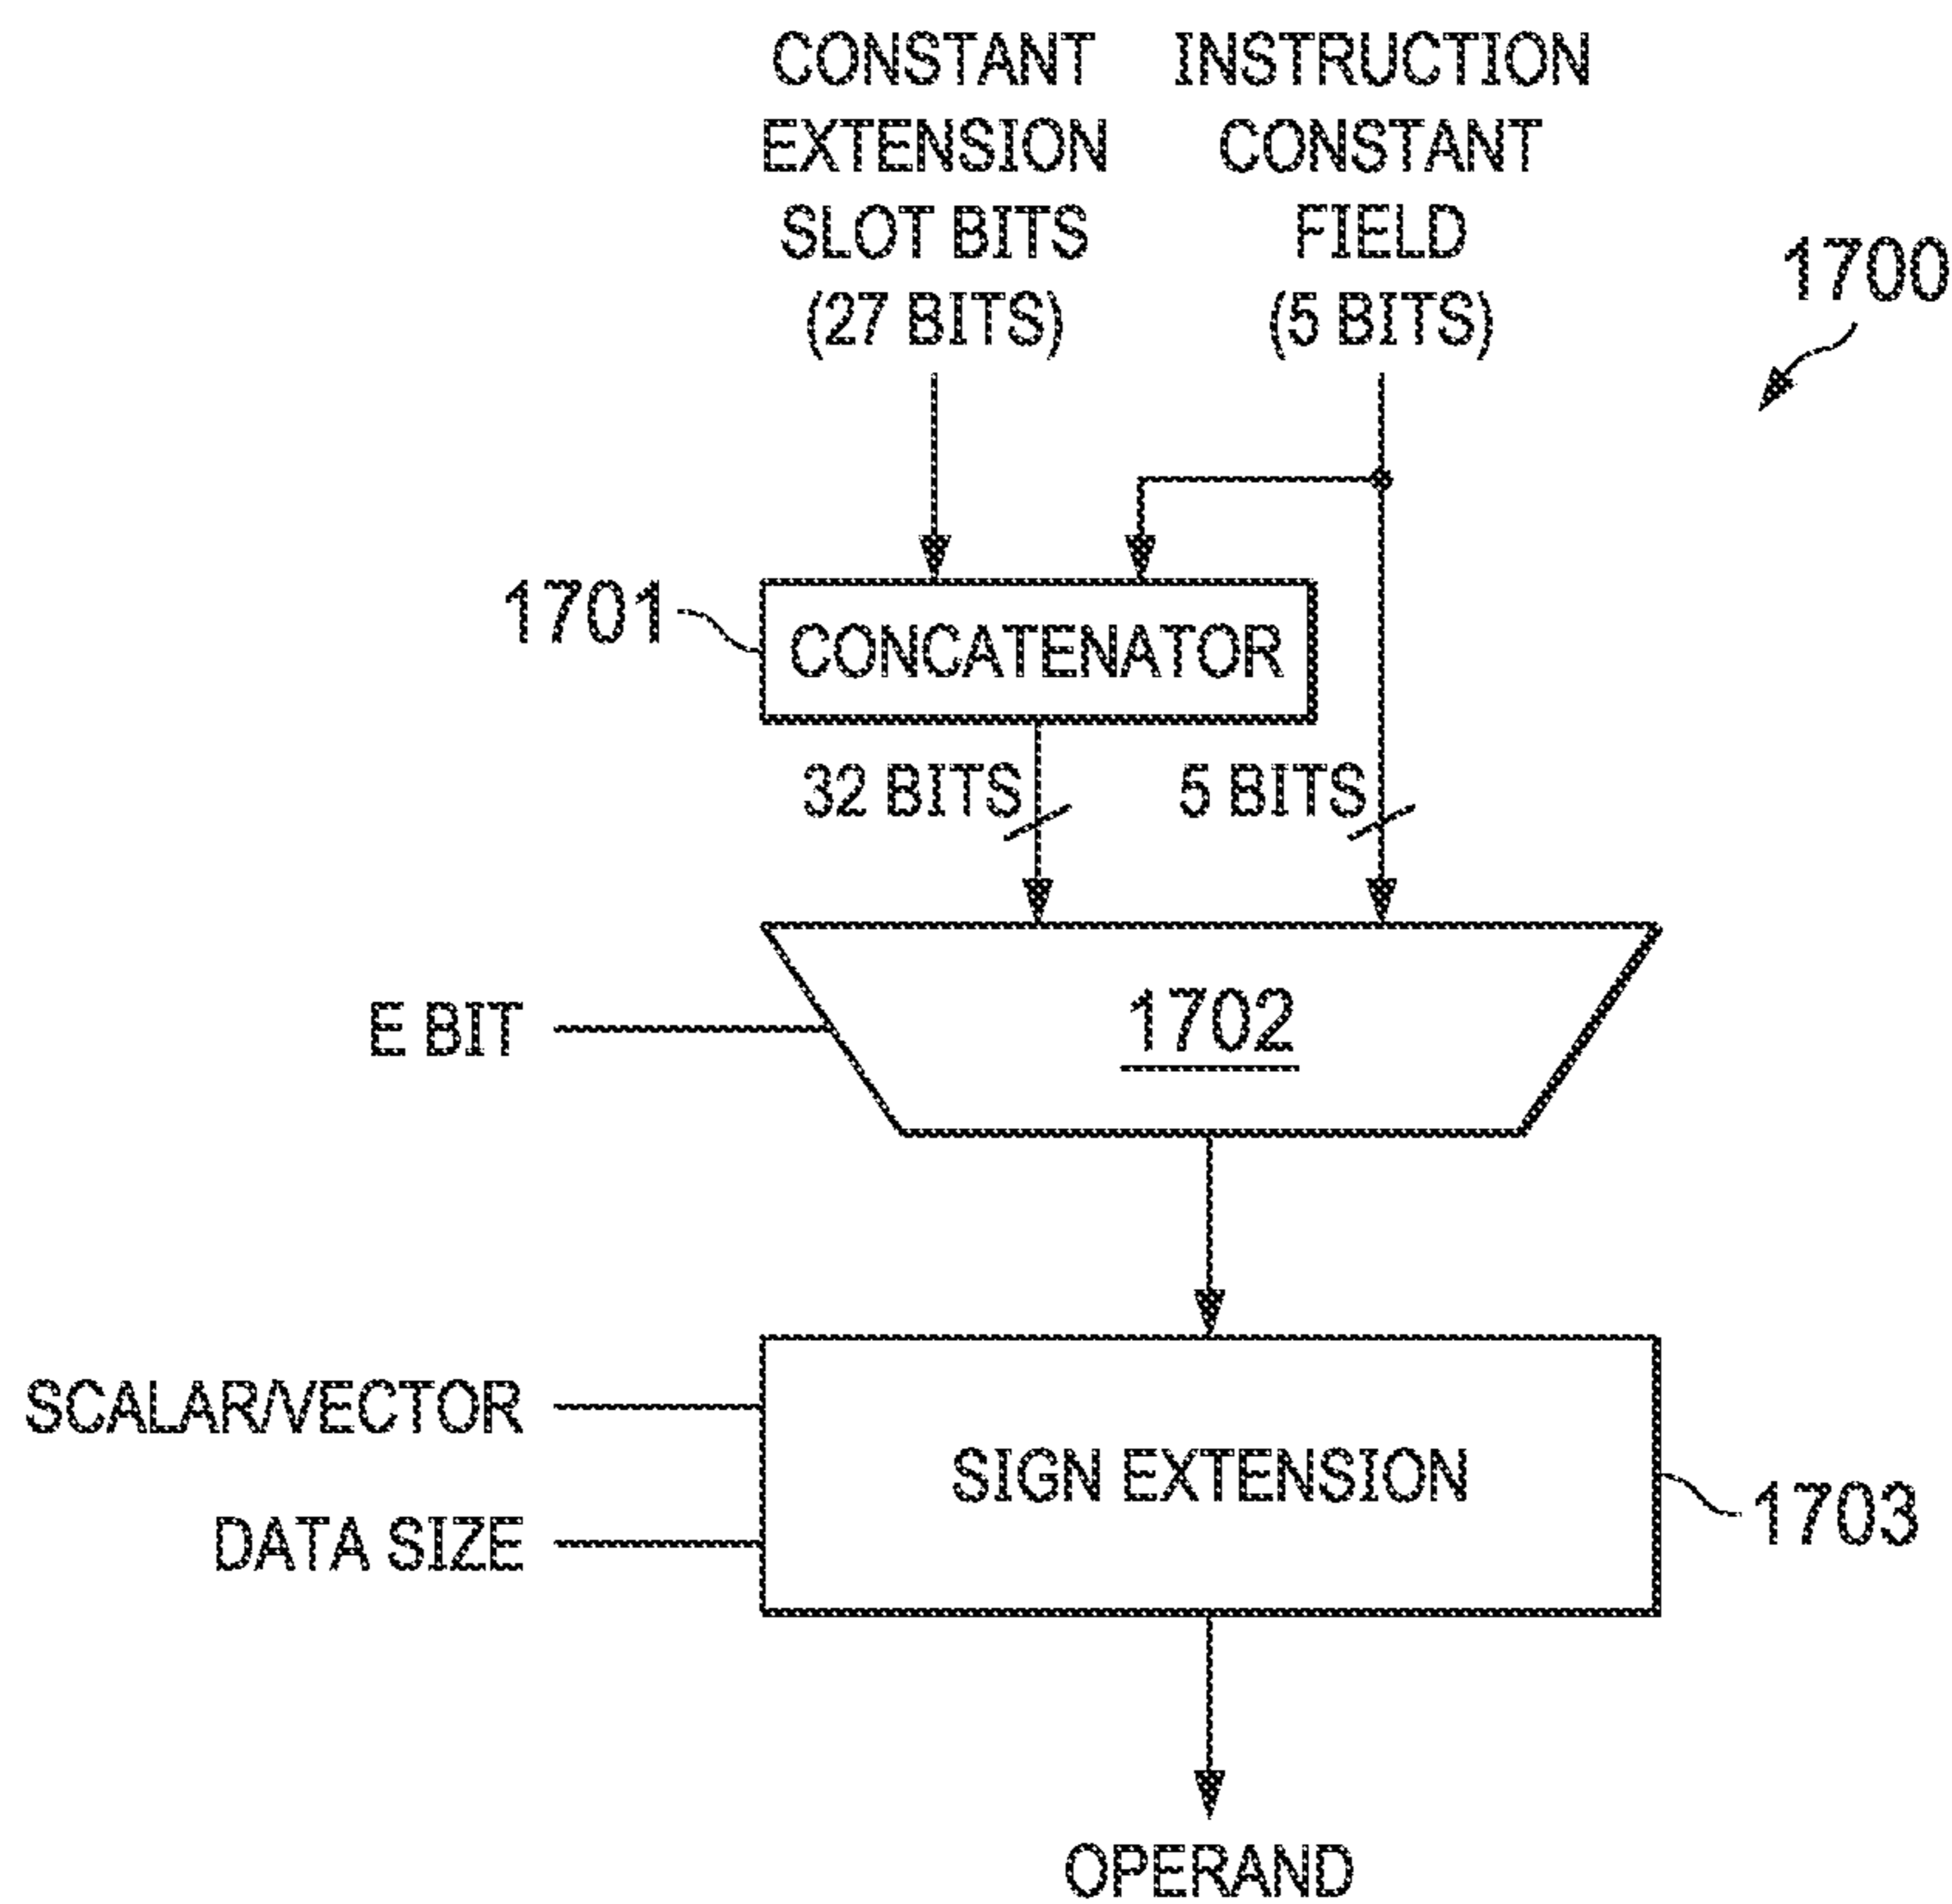 CONSTANT
EXTENSION
SLOT BITS
(27 BITS)
INSTRUCTION
CONSTANT
FIELD
(5 BITS)
1700
1701
CONCATENATOR
32 BITS
5 BITS
E BIT
1702
SCALAR/VECTOR
DATA SIZE
SIGN EXTENSION
1703
OPERAND